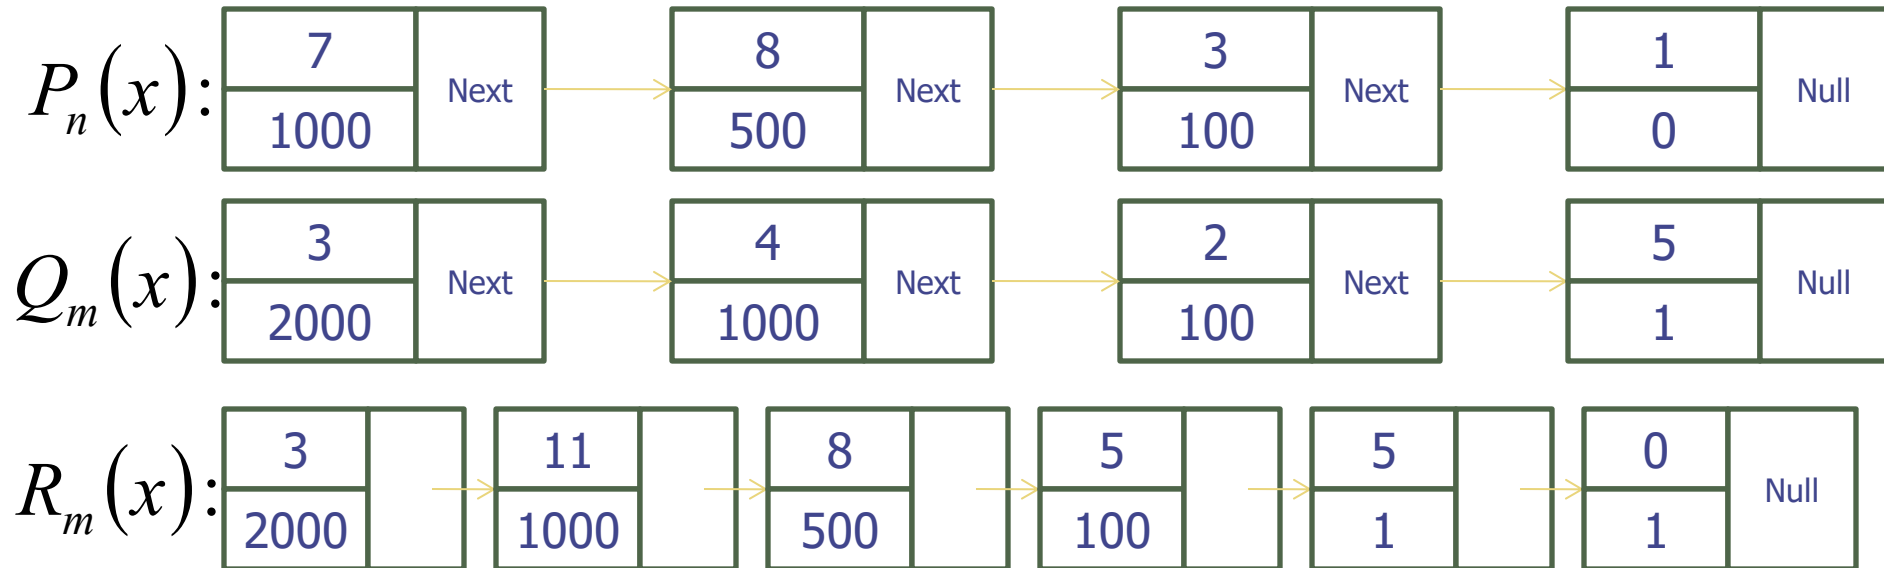 Pn(x): 7 Next 8 Next 3 Next 1 Null
1000 500 100 0
Qm(x): 3 Next 4 Next 2 Next 5 Null
2000 1000 100 1
Rm(x): 3 11 8 5 5 0 Null
2000 1000 500 100 1 1